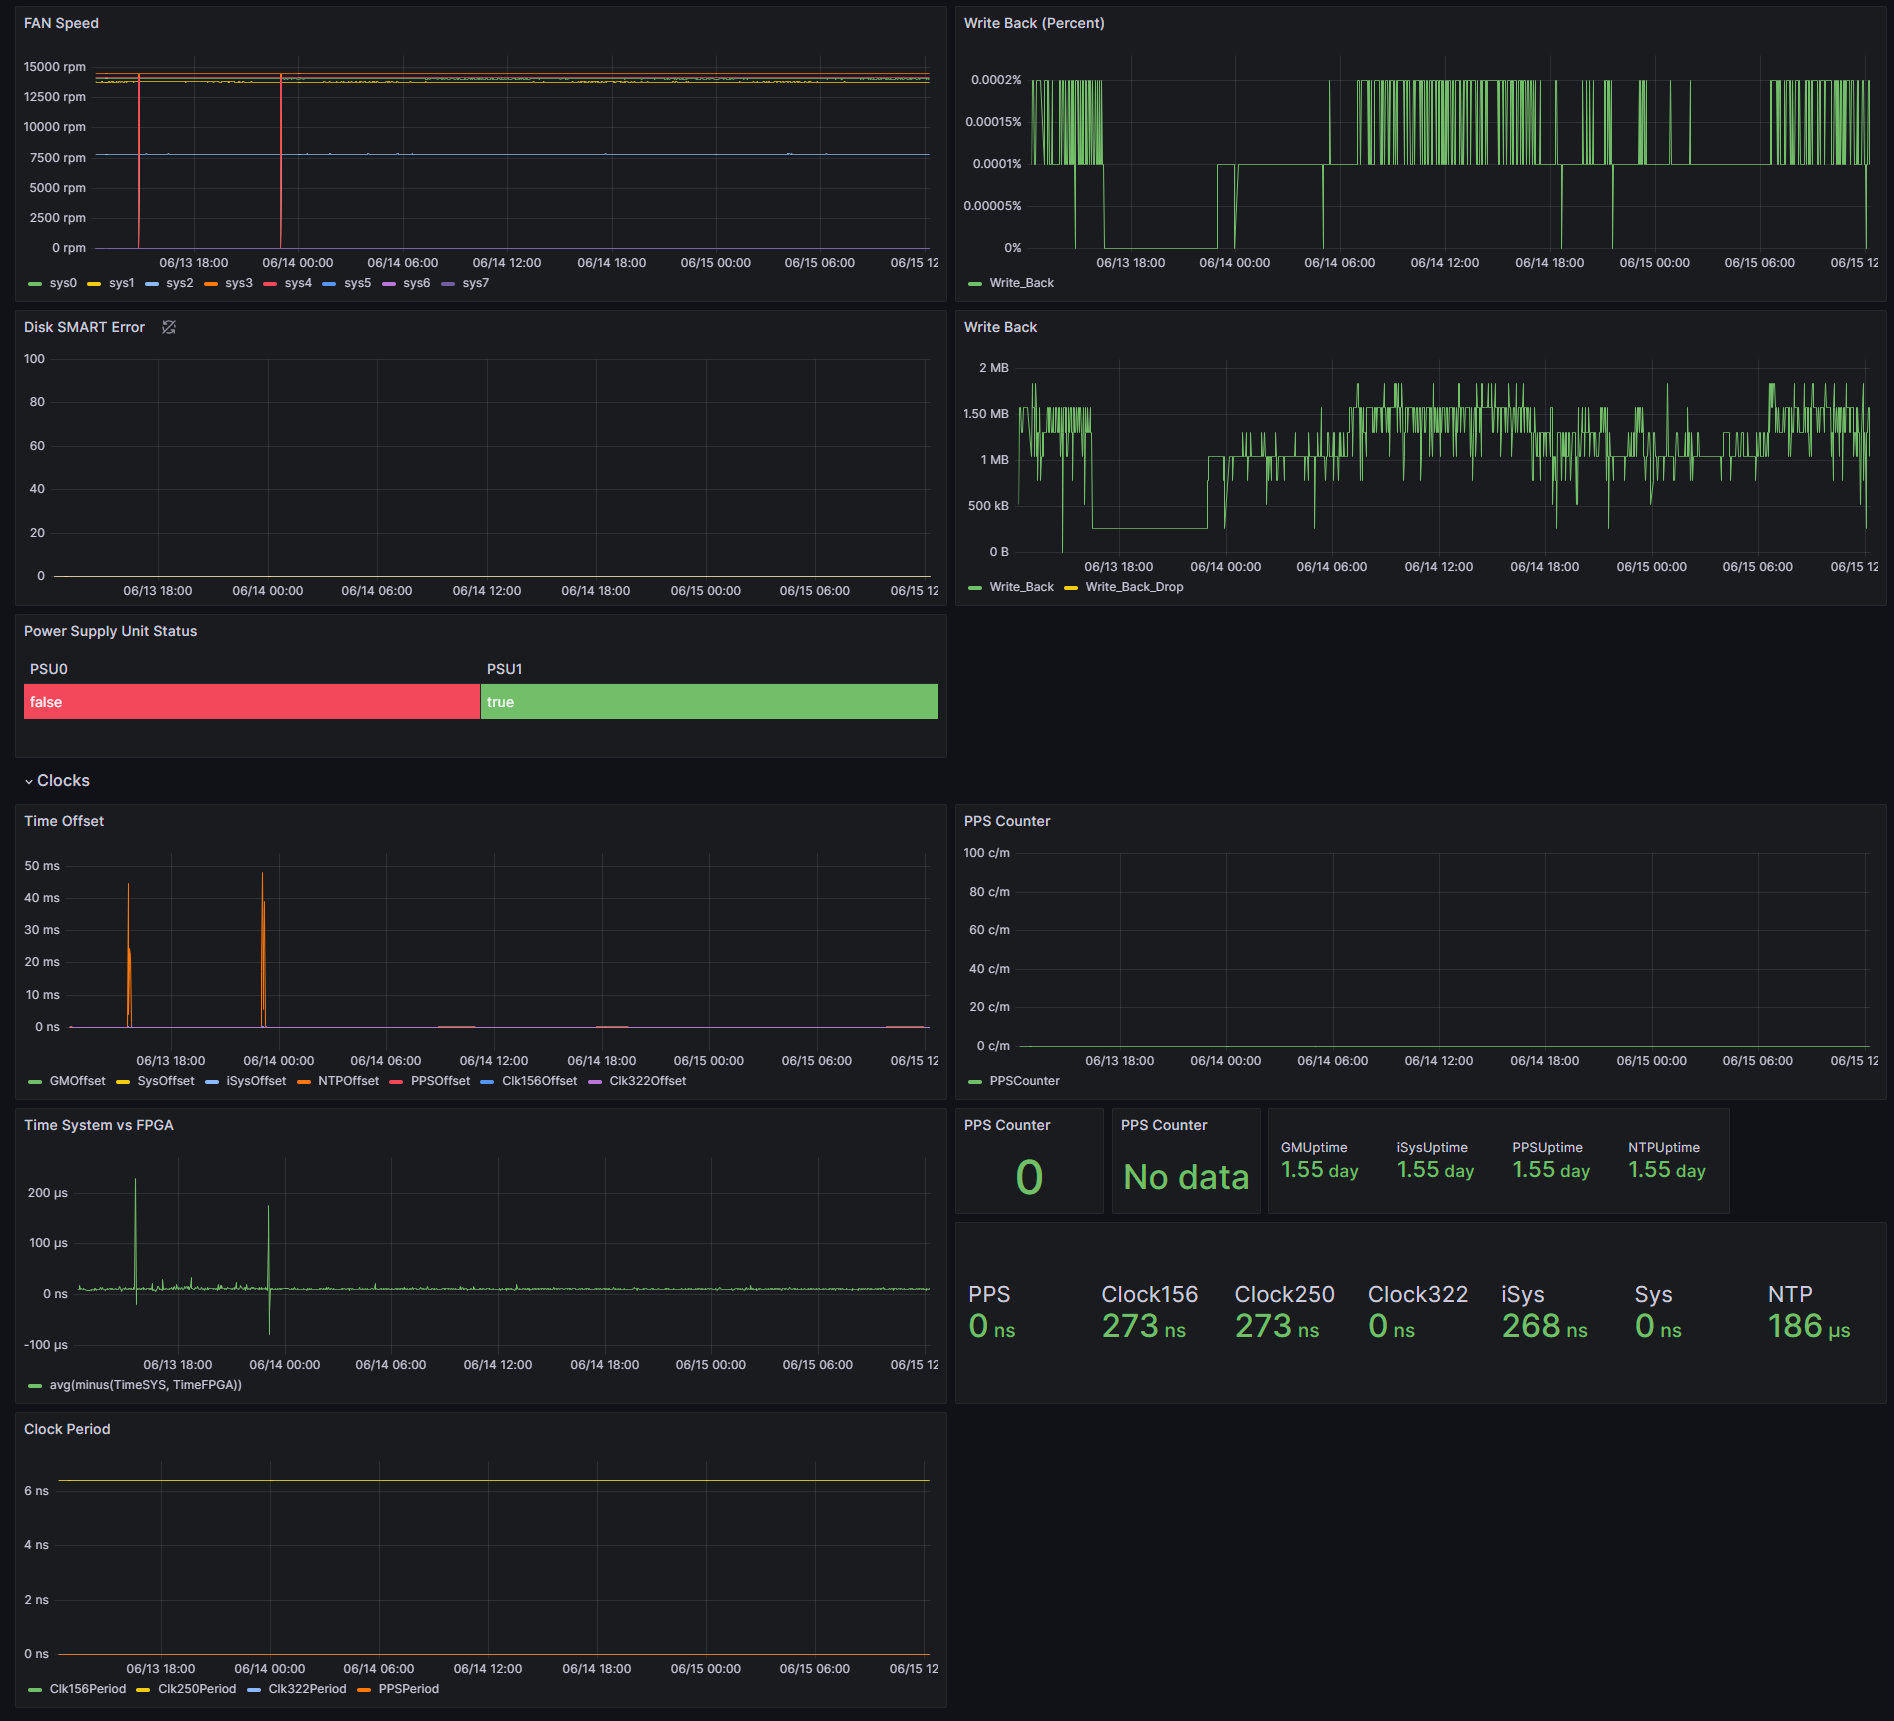 FAN Speed
15000 rpm
12500 rpm
10000 rpm
7500 rpm
5000 rpm
2500 rpm
0 rpm
06/13 18:00 06/14 00:00 06/14 06:00 06/14 12:00 06/14 18:00 06/15 00:00 06/15 06:00 06/15 12
sys0 sys1 sys2 sys3 sys4 sys5 sys6 sys7
Write Back (Percent)
0.0002%
0.00015%
0.0001%
0.00005%
0%
06/13 18:00 06/14 00:00 06/14 06:00 06/14 12:00 06/14 18:00 06/15 00:00 06/15 06:00 06/15 12
Write_Back
Disk SMART Error
100
80
60
40
20
0
06/13 18:00 06/14 00:00 06/14 06:00 06/14 12:00 06/14 18:00 06/15 00:00 06/15 06:00 06/15 12
Write Back
2 MB
1.50 MB
1 MB
500 kB
0 B
06/13 18:00 06/14 00:00 06/14 06:00 06/14 12:00 06/14 18:00 06/15 00:00 06/15 06:00 06/15 12
Write_Back Write_Back_Drop
Power Supply Unit Status
PSU0 PSU1
false true
Clocks
Time Offset
50 ms
40 ms
30 ms
20 ms
10 ms
0 ns
06/13 18:00 06/14 00:00 06/14 06:00 06/14 12:00 06/14 18:00 06/15 00:00 06/15 06:00 06/15 12
GMOffset SysOffset iSysOffset NTPOffset PPSOffset Clk156Offset Clk322Offset
PPS Counter
100 c/m
80 c/m
60 c/m
40 c/m
20 c/m
0 c/m
06/13 18:00 06/14 00:00 06/14 06:00 06/14 12:00 06/14 18:00 06/15 00:00 06/15 06:00 06/15 12
PPSCounter
Time System vs FPGA
200 µs
100 µs
0 ns
-100 µs
06/13 18:00 06/14 00:00 06/14 06:00 06/14 12:00 06/14 18:00 06/15 00:00 06/15 06:00 06/15 12
avg(minus(TimeSYS, TimeFPGA))
PPS Counter
0
PPS Counter
No data
GMUptime iSysUptime PPSUptime NTPUptime
1.55 day 1.55 day 1.55 day 1.55 day
PPS Clock156 Clock250 Clock322 iSys Sys NTP
0 ns 273 ns 273 ns 0 ns 268 ns 0 ns 186 µs
Clock Period
6 ns
4 ns
2 ns
0 ns
06/13 18:00 06/14 00:00 06/14 06:00 06/14 12:00 06/14 18:00 06/15 00:00 06/15 06:00 06/15 12
Clk156Period Clk250Period Clk322Period PPSPeriod